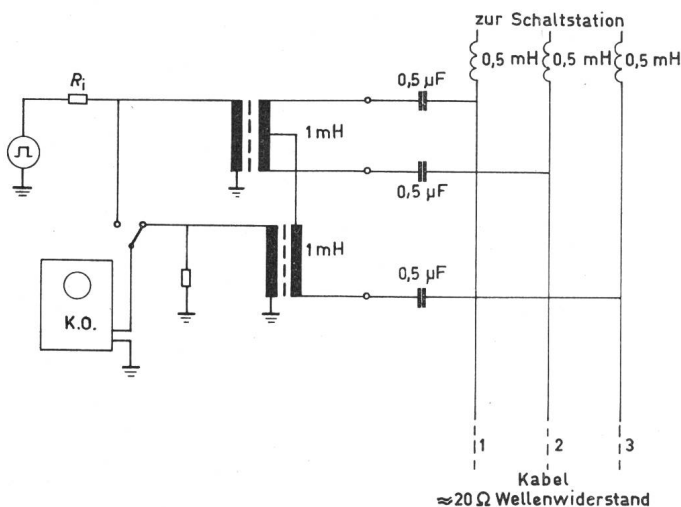 zur Schaltstation
0,5 mH
0,5 mH
0,5 mH
0,5 µF
Ri
1 mH
0,5 µF
1 mH
0,5 µF
K.O.
1
2
3
Kabel
≈20 Ω Wellenwiderstand